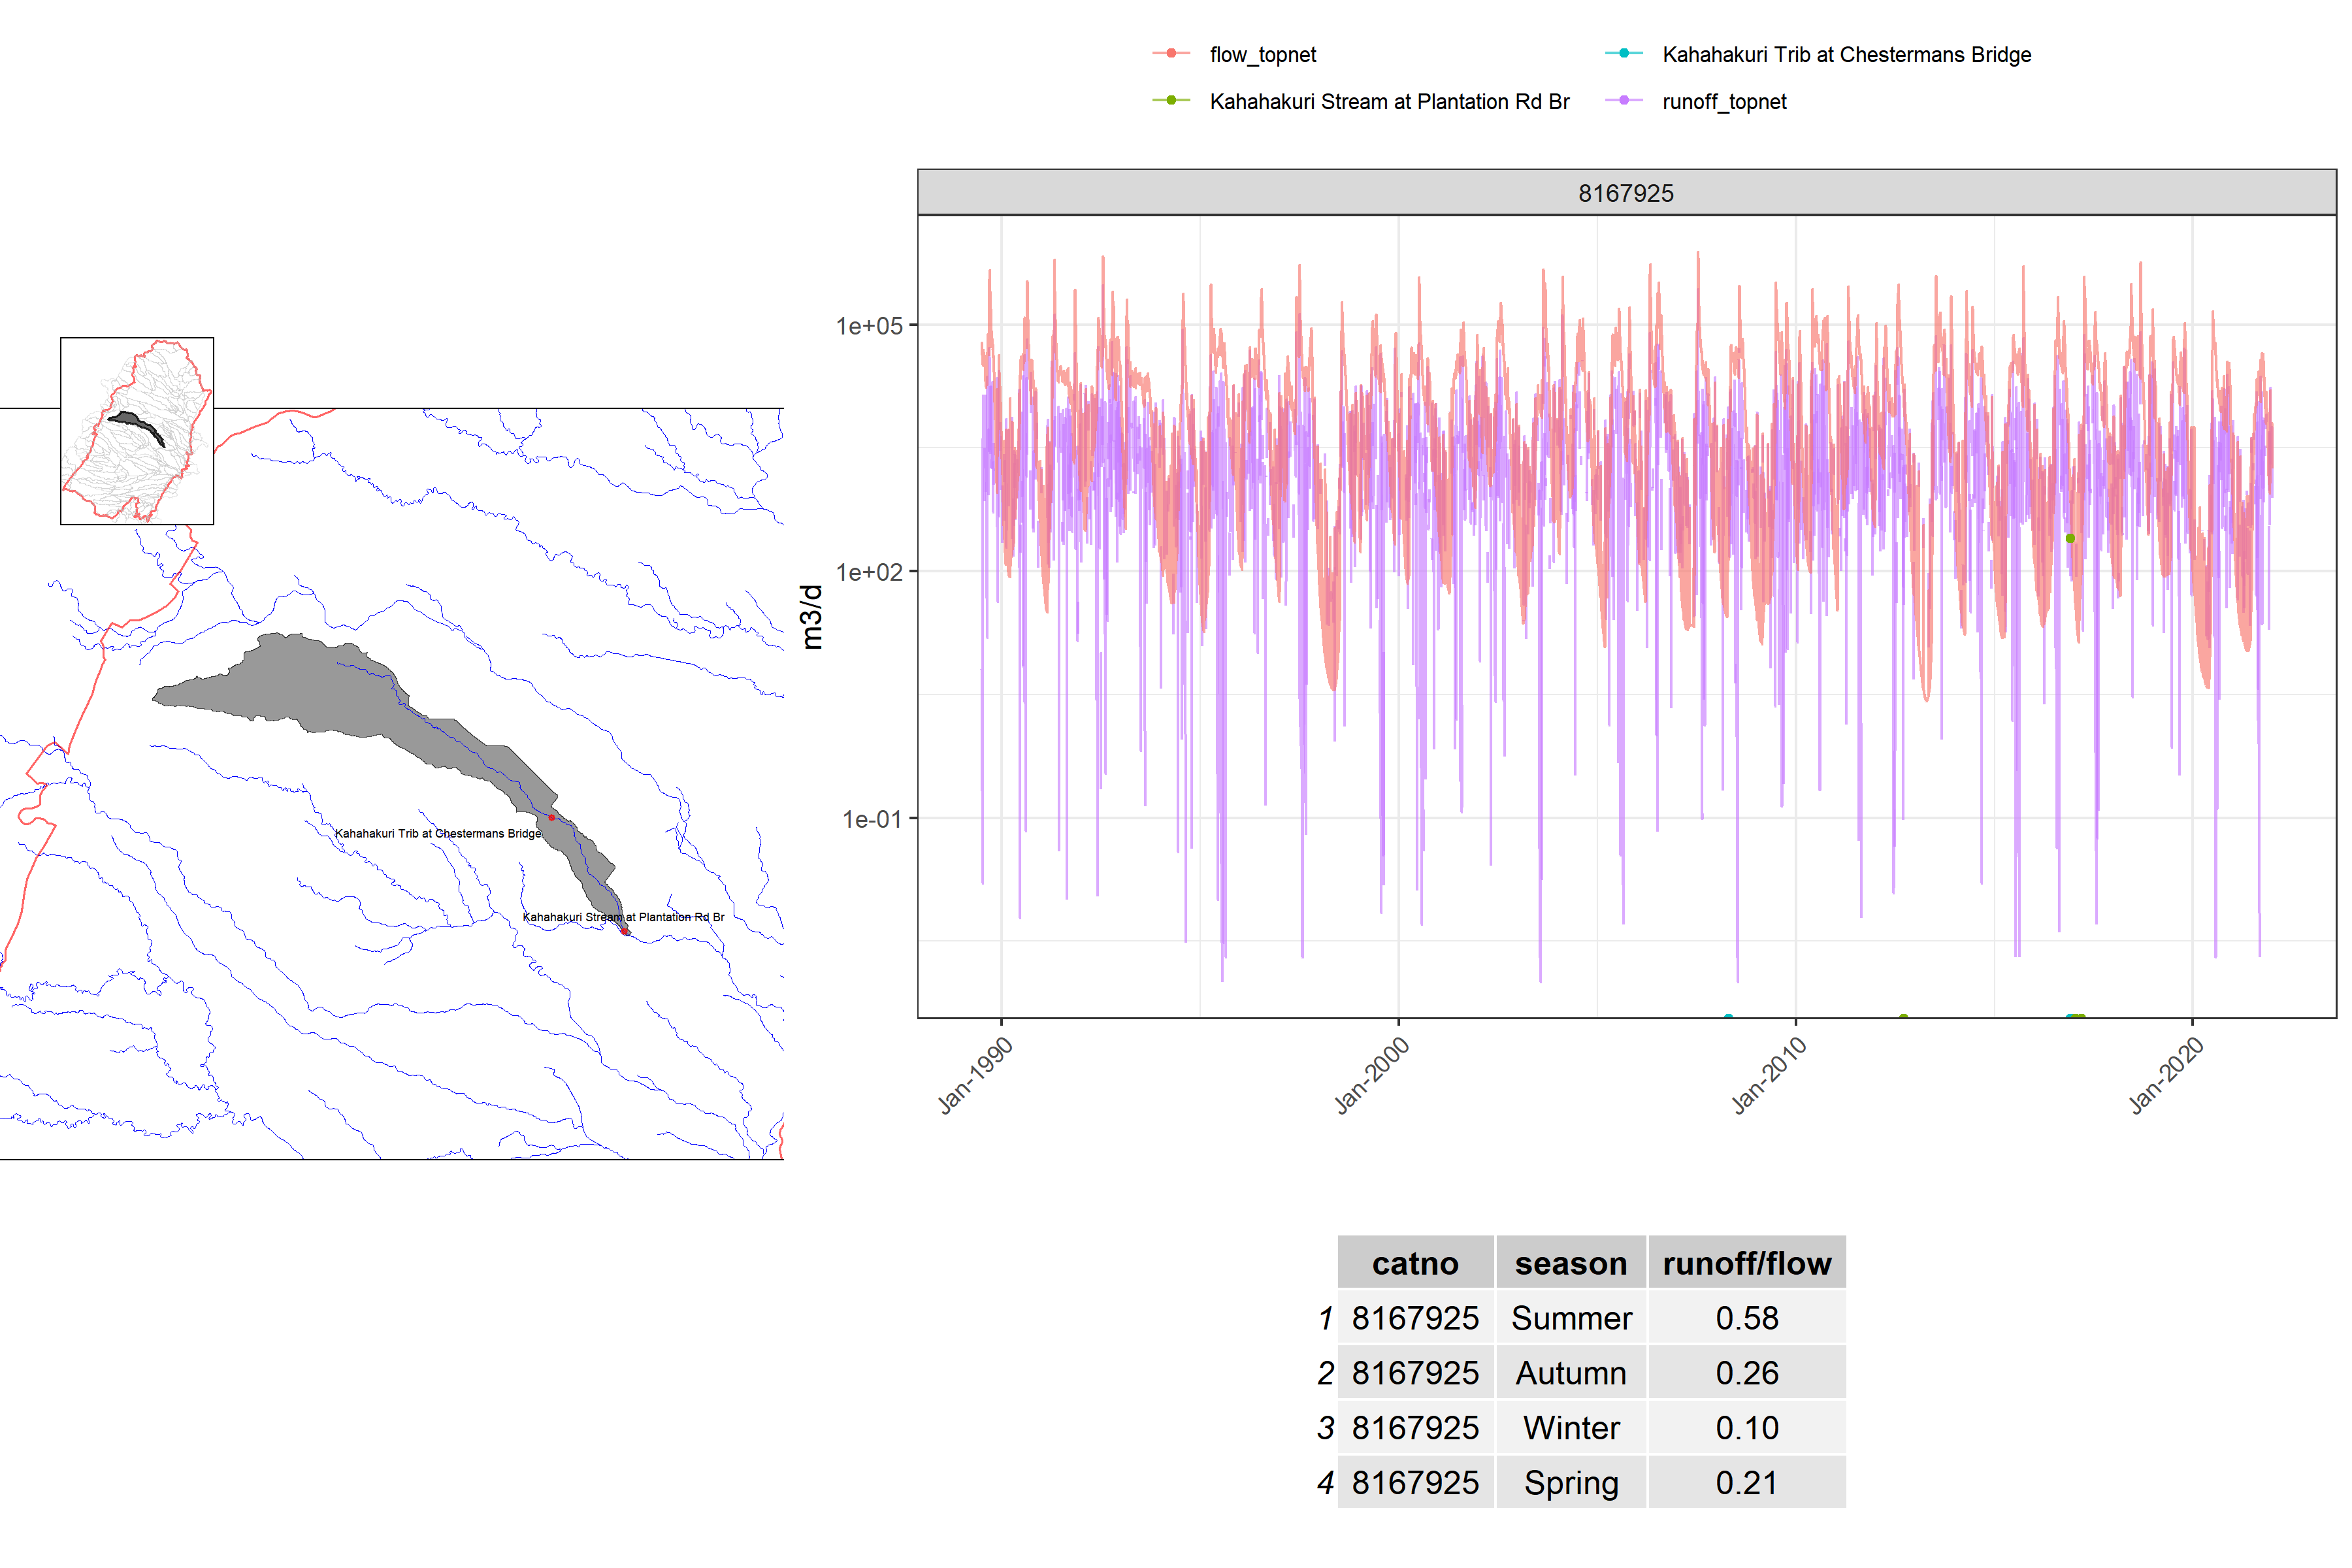 flow_topnet
Kahahakuri Trib at Chestermans Bridge
Kahahakuri Stream at Plantation Rd Br
runoff_topnet
8167925
1e+05
1e+02
1e-01
m3/d
Jan-1990
Jan-2000
Jan-2010
Jan-2020
Kahahakuri Trib at Chestermans Bridge
Kahahakuri Stream at Plantation Rd Br
catno season runoff/flow
1 8167925 Summer 0.58
2 8167925 Autumn 0.26
3 8167925 Winter 0.10
4 8167925 Spring 0.21